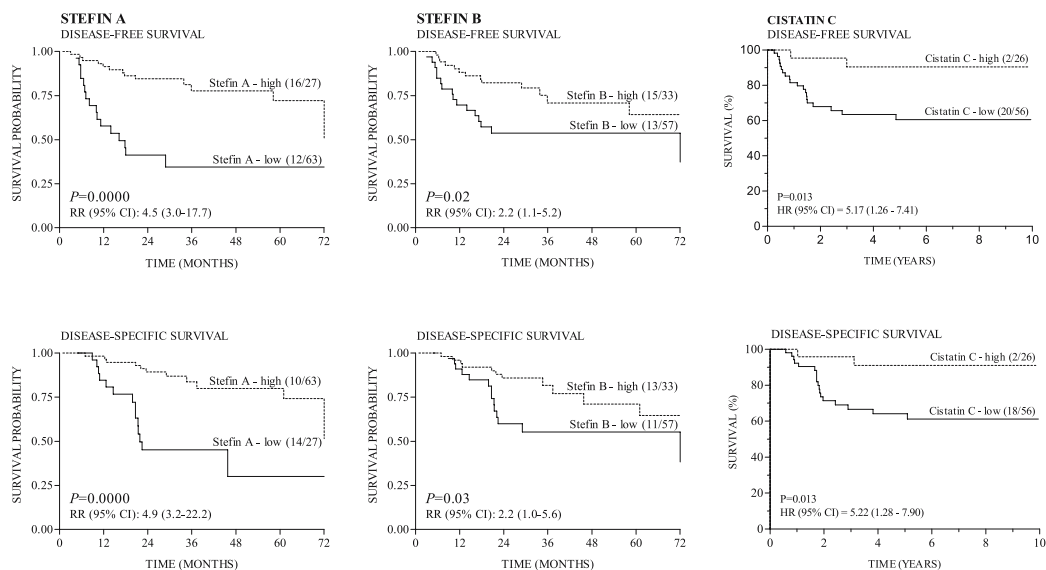 STEFIN A
DISEASE-FREE SURVIVAL
SURVIVAL PROBABILITY
1.00
0.75
0.50
0.25
0.00
Stefin A - high (16/27)
Stefin A - low (12/63)
P=0.0000
RR (95% CI): 4.5 (3.0-17.7)
0 12 24 36 48 60 72
TIME (MONTHS)
STEFIN B
DISEASE-FREE SURVIVAL
SURVIVAL PROBABILITY
1.00
0.75
0.50
0.25
0.00
Stefin B - high (15/33)
Stefin B - low (13/57)
P=0.02
RR (95% CI): 2.2 (1.1-5.2)
0 12 24 36 48 60 72
TIME (MONTHS)
CISTATIN C
DISEASE-FREE SURVIVAL
SURVIVAL (%)
100
80
60
40
20
0
Cistatin C - high (2/26)
Cistatin C - low (20/56)
P=0.013
HR (95% CI) = 5.17 (1.26 - 7.41)
0 2 4 6 8 10
TIME (YEARS)
DISEASE-SPECIFIC SURVIVAL
SURVIVAL PROBABILITY
1.00
0.75
0.50
0.25
0.00
Stefin A - high (10/63)
Stefin A - low (14/27)
P=0.0000
RR (95% CI): 4.9 (3.2-22.2)
0 12 24 36 48 60 72
TIME (MONTHS)
DISEASE-SPECIFIC SURVIVAL
SURVIVAL PROBABILITY
1.00
0.75
0.50
0.25
0.00
Stefin B - high (13/33)
Stefin B - low (11/57)
P=0.03
RR (95% CI): 2.2 (1.0-5.6)
0 12 24 36 48 60 72
TIME (MONTHS)
DISEASE-SPECIFIC SURVIVAL
SURVIVAL (%)
100
80
60
40
20
0
Cistatin C - high (2/26)
Cistatin C - low (18/56)
P=0.013
HR (95% CI) = 5.22 (1.28 - 7.90)
0 2 4 6 8 10
TIME (YEARS)